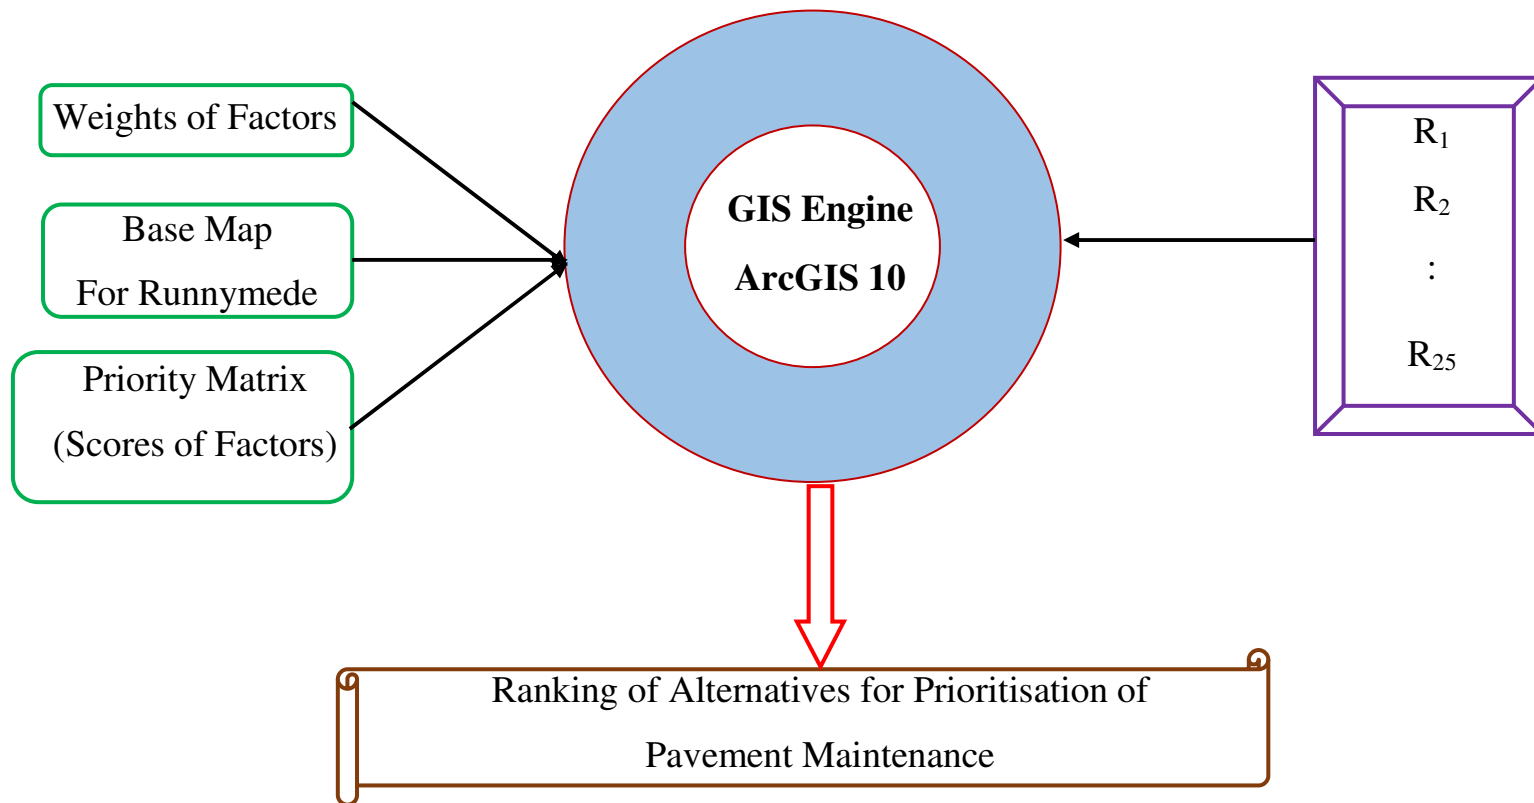 Weights of Factors
Base Map
For Runnymede
Priority Matrix
(Scores of Factors)
GIS Engine
ArcGIS 10
R₁
R₂
:
R₂₅
Ranking of Alternatives for Prioritisation of
Pavement Maintenance